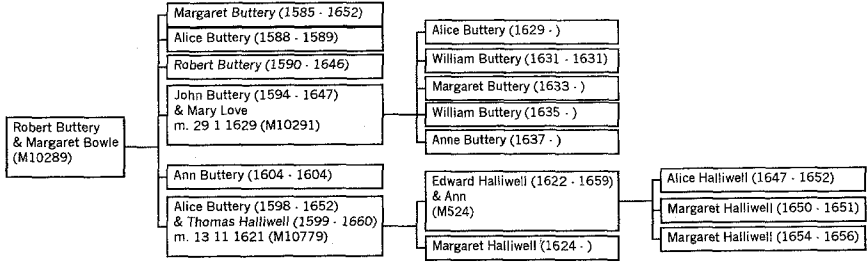 Robert Buttery
& Margaret Bowle
(M10289)
Margaret Buttery (1585 - 1652)
Alice Buttery (1588 - 1589)
Robert Buttery (1590 - 1646)
John Buttery (1594 - 1647)
& Mary Love
m. 29 1 1629 (M10291)
Ann Buttery (1604 - 1604)
Alice Buttery (1598 - 1652)
& Thomas Halliwell (1599 - 1660)
m. 13 11 1621 (M10779)
Alice Buttery (1629 - )
William Buttery (1631 - 1631)
Margaret Buttery (1633 - )
William Buttery (1635 - )
Anne Buttery (1637 - )
Edward Halliwell (1622 - 1659)
& Ann
(M524)
Margaret Halliwell (1624 - )
Alice Halliwell (1647 - 1652)
Margaret Halliwell (1650 - 1651)
Margaret Halliwell (1654 - 1656)